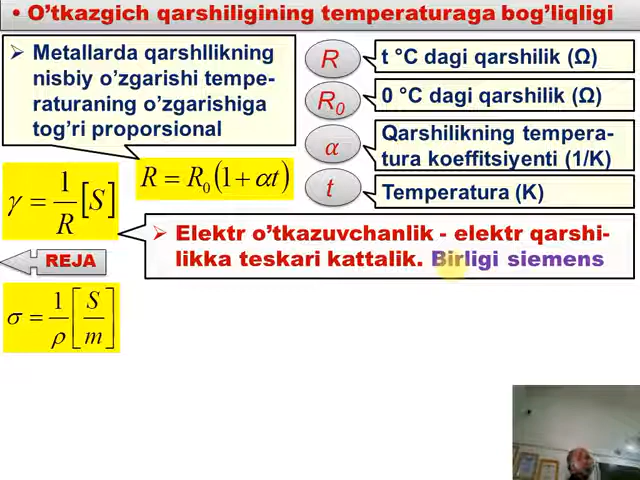 • O’tkazgich qarshiligining temperaturaga bog’liqligi
➢ Metallarda qarshllikning
nisbiy o’zgarishi tempe-
raturaning o’zgarishiga
tog’ri proporsional
R = R₀(1 + αt)
R
t °C dagi qarshilik (Ω)
R₀
0 °C dagi qarshilik (Ω)
α
Qarshilikning tempera-
tura koeffitsiyenti (1/K)
t
Temperatura (K)
γ = 1/R [S]
➢ Elektr o’tkazuvchanlik - elektr qarshi-
likka teskari kattalik. Birligi siemens
REJA
σ = 1/ρ [S/m]